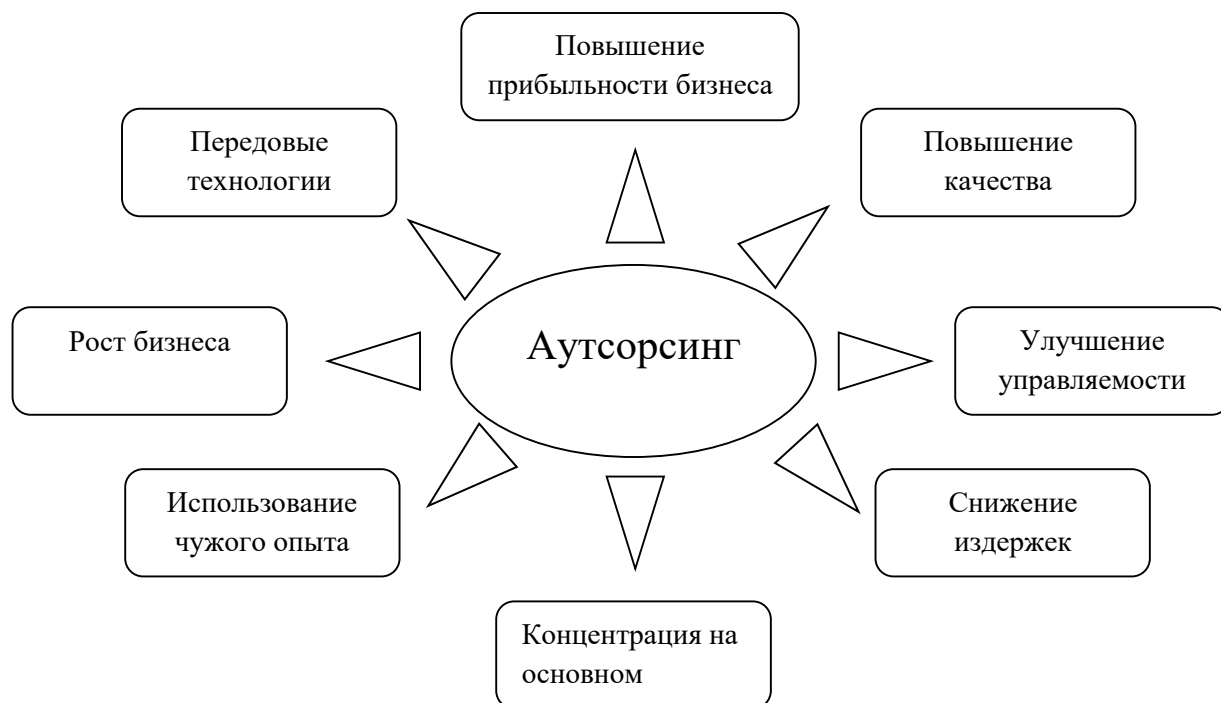 Повышение
прибыльности бизнеса
Передовые
технологии
Повышение
качества
Рост бизнеса
Аутсорсинг
Улучшение
управляемости
Использование
чужого опыта
Снижение
издержек
Концентрация на
основном